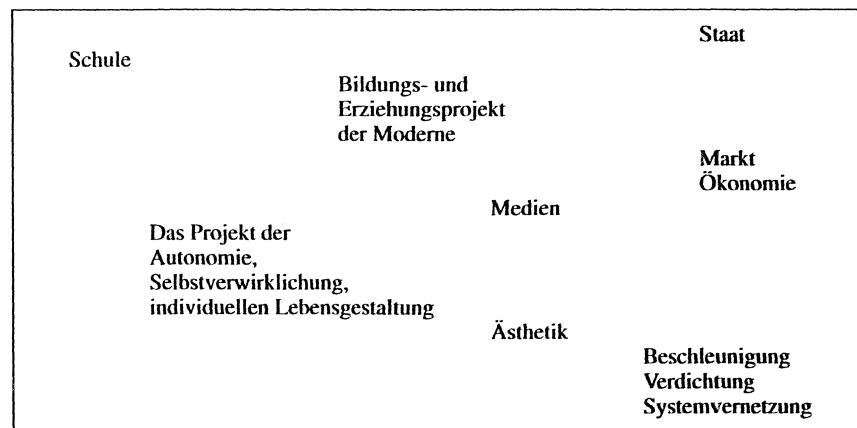 Staat
Schule
Bildungs- und
Erziehungsprojekt
der Moderne
Markt
Ökonomie
Medien
Das Projekt der
Autonomie,
Selbstverwirklichung,
individuellen Lebensgestaltung
Ästhetik
Beschleunigung
Verdichtung
Systemvernetzung